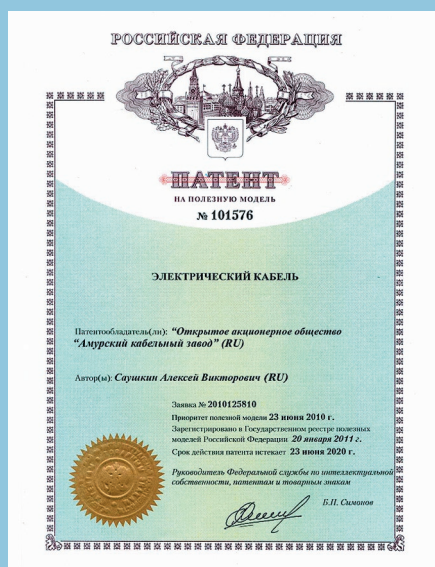 РОССИЙСКАЯ ФЕДЕРАЦИЯ
ПАТЕНТ
НА ПОЛЕЗНУЮ МОДЕЛЬ
№ 101576
ЭЛЕКТРИЧЕСКИЙ КАБЕЛЬ
Патентообладатель(ли): "Открытое акционерное общество
"Амурский кабельный завод" (RU)
Автор(ы): Саушкин Алексей Викторович (RU)
Заявка № 2010125810
Приоритет полезной модели 23 июня 2010 г.
Зарегистрировано в Государственном реестре полезных
моделей Российской Федерации 20 января 2011 г.
Срок действия патента истекает 23 июня 2020 г.
Руководитель Федеральной службы по интеллектуальной
собственности, патентам и товарным знакам
Б.П. Симонов